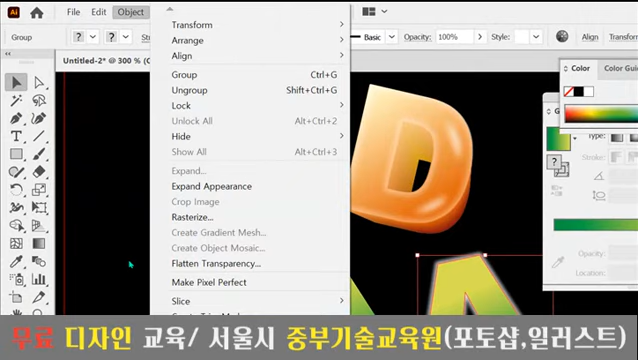 Ai File Edit Object
Group Basic Opacity: 100% Style: Align Transform
Untitled-2* @ 300 %
Transform
Arrange
Align
Group Ctrl+G
Ungroup Shift+Ctrl+G
Lock
Unlock All Alt+Ctrl+2
Hide
Show All Alt+Ctrl+3
Expand...
Expand Appearance
Crop Image
Rasterize...
Create Gradient Mesh...
Create Object Mosaic...
Flatten Transparency...
Make Pixel Perfect
Slice
Color
Type:
Stroke:
Opacity:
Location:
D
A
무료 디자인 교육/ 서울시 중부기술교육원(포토샵,일러스트)